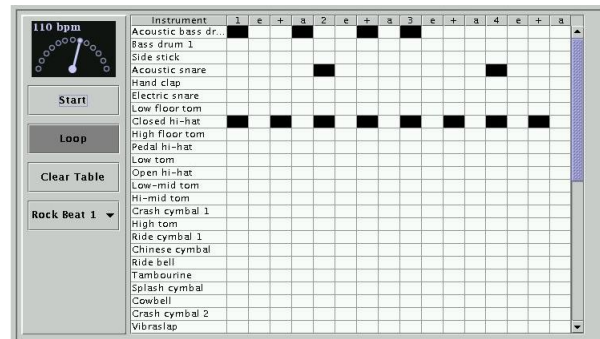 110 bpm
Start
Loop
Clear Table
Rock Beat 1
Instrument 1 e + a 2 e + a 3 e + a 4 e + a
Acoustic bass dr...
Bass drum 1
Side stick
Acoustic snare
Hand clap
Electric snare
Low floor tom
Closed hi-hat
High floor tom
Pedal hi-hat
Low tom
Open hi-hat
Low-mid tom
Hi-mid tom
Crash cymbal 1
High tom
Ride cymbal 1
Chinese cymbal
Ride bell
Tambourine
Splash cymbal
Cowbell
Crash cymbal 2
Vibraslap